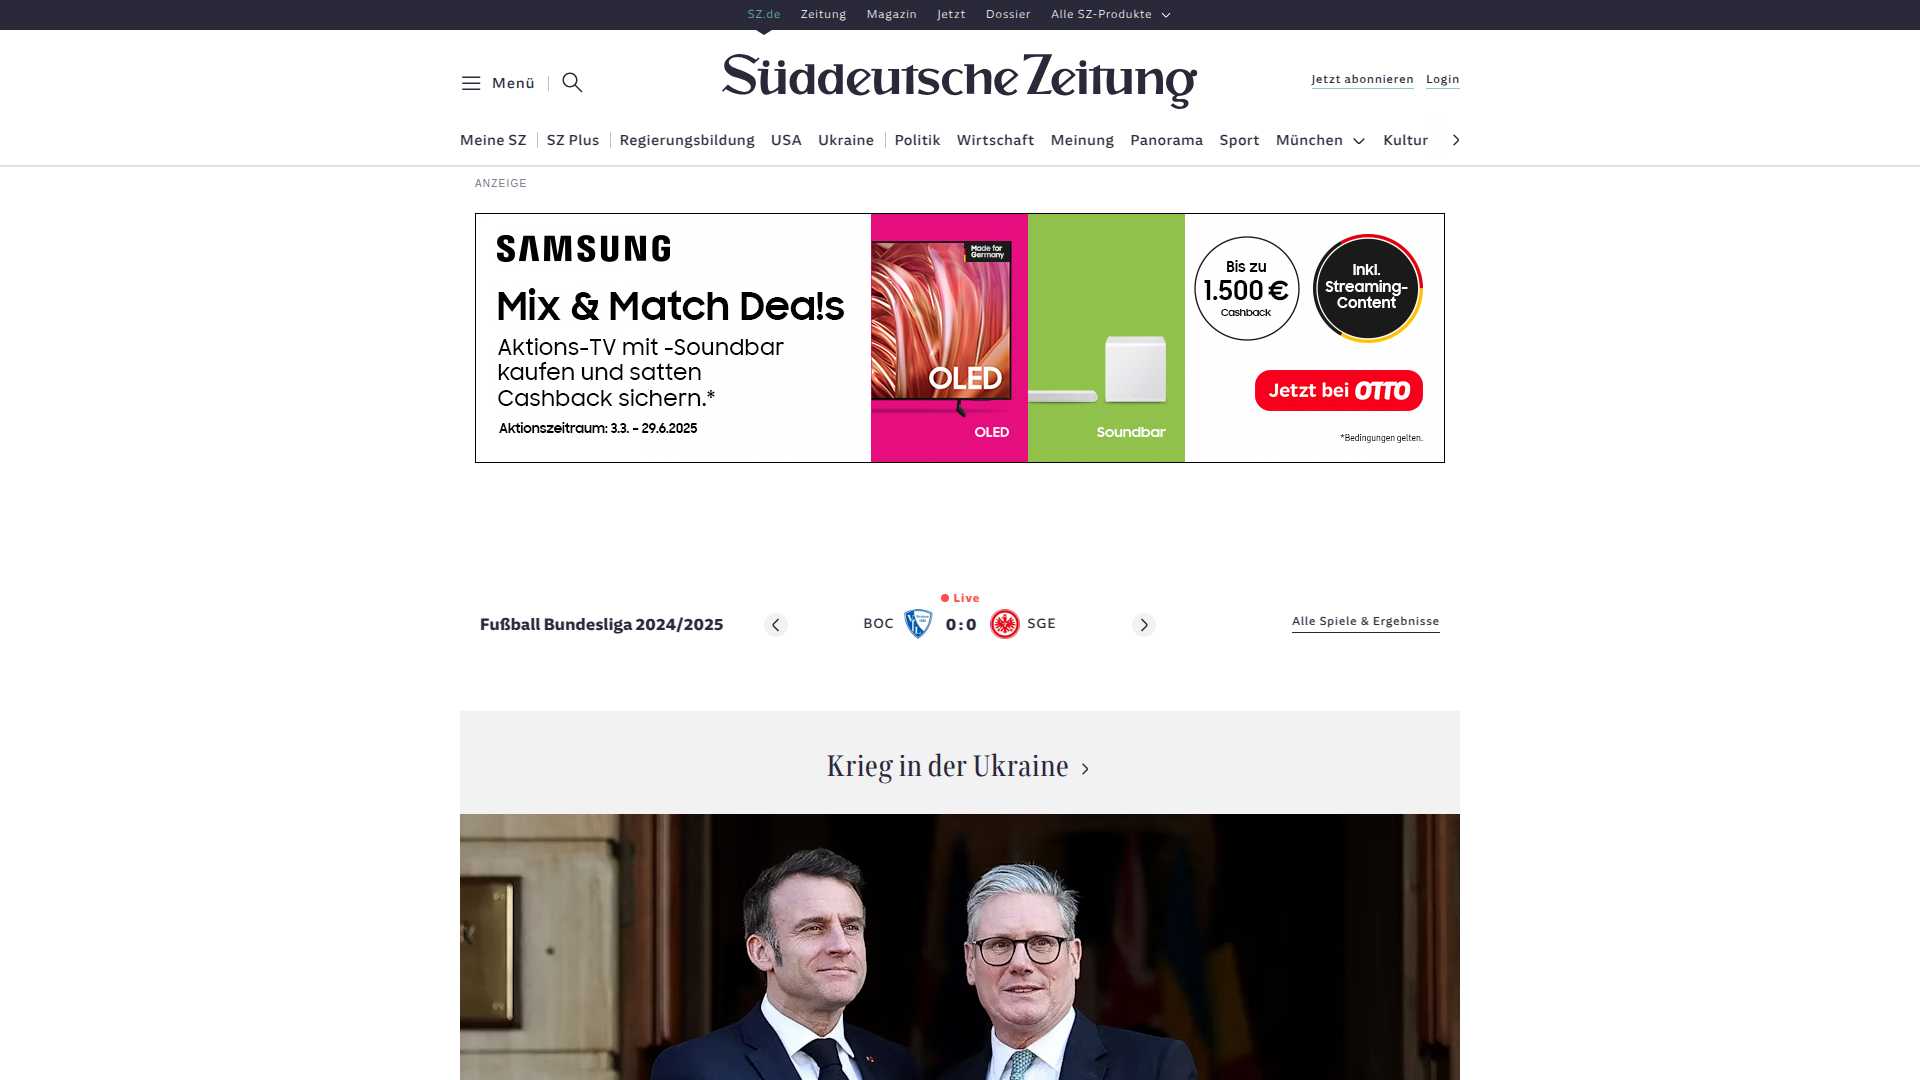 SZ.de Zeitung Magazin Jetzt Dossier Alle SZ-Produkte
Menü
Süddeutsche Zeitung
Jetzt abonnieren Login
Meine SZ SZ Plus Regierungsbildung USA Ukraine Politik Wirtschaft Meinung Panorama Sport München Kultur
ANZEIGE
SAMSUNG
Mix & Match Dea!s
Aktions-TV mit -Soundbar
kaufen und satten
Cashback sichern.*
Aktionszeitraum: 3.3. – 29.6.2025
Made for
Germany
OLED
OLED
Soundbar
Bis zu
1.500 €
Cashback
Inkl.
Streaming-
Content
Jetzt bei OTTO
*Bedingungen gelten.
Live
Fußball Bundesliga 2024/2025
BOC 0:0 SGE
Alle Spiele & Ergebnisse
Krieg in der Ukraine